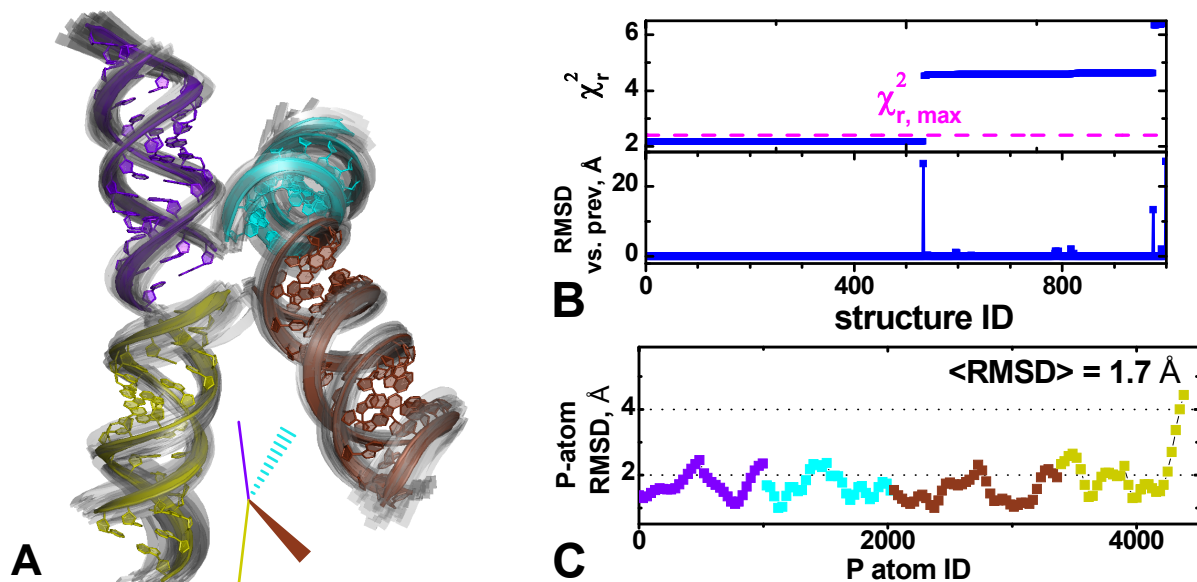 A
B
6
4
2
χ²r
χ²r, max
20
0
RMSD
vs. prev, Å
0
400
800
structure ID
C
<RMSD> = 1.7 Å
4
2
P-atom
RMSD, Å
0
2000
4000
P atom ID